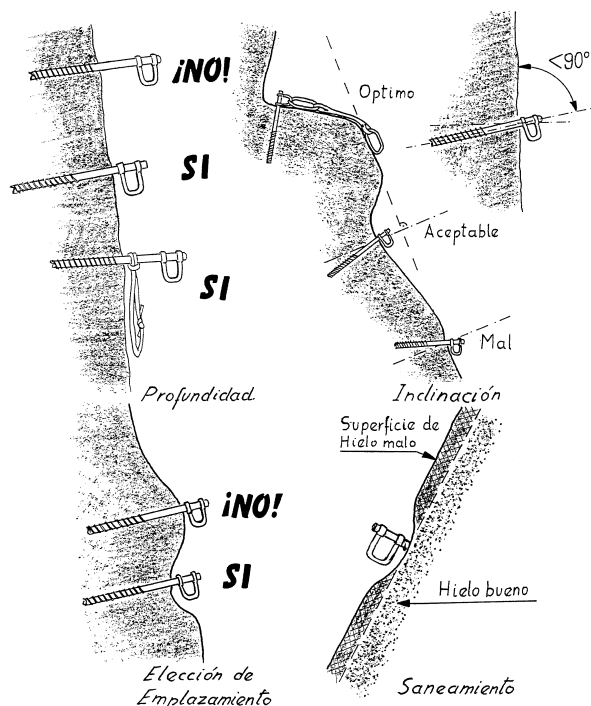 ¡NO!
SI
SI
Profundidad
Optimo
Aceptable
Mal
<90º
Inclinación
¡NO!
SI
Elección de
Emplazamiento
Superficie de
Hielo malo
Hielo bueno
Saneamiento